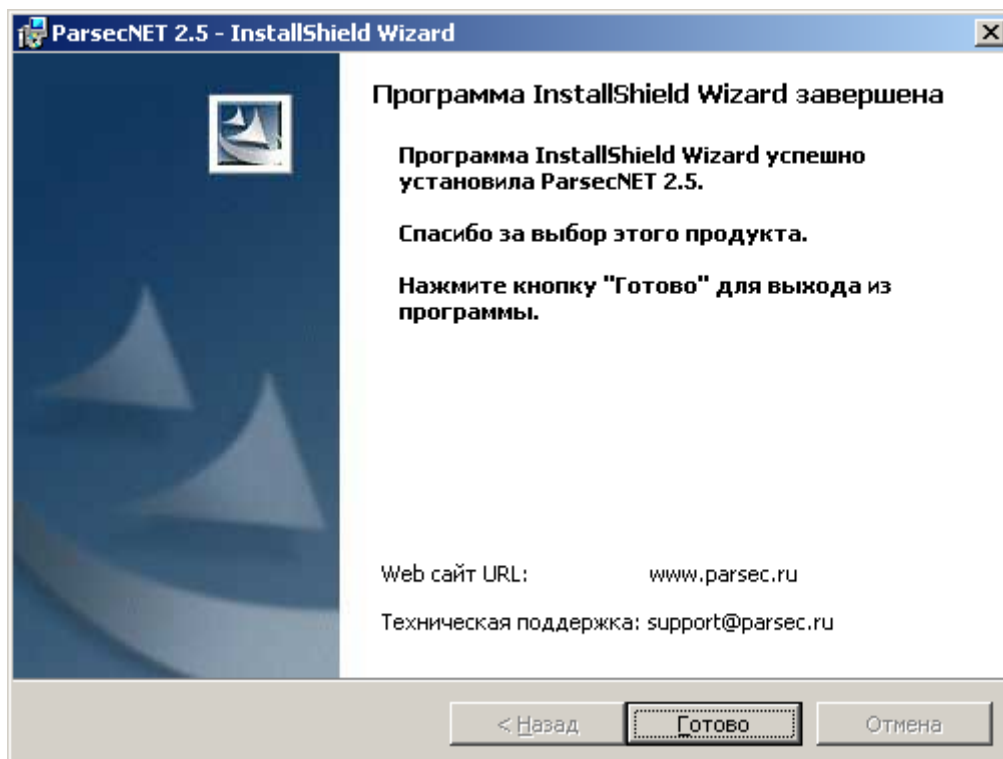 ParsecNET 2.5 - InstallShield Wizard
Программа InstallShield Wizard завершена
Программа InstallShield Wizard успешно
установила ParsecNET 2.5.
Спасибо за выбор этого продукта.
Нажмите кнопку "Готово" для выхода из
программы.
Web сайт URL: www.parsec.ru
Техническая поддержка: support@parsec.ru
< Назад Готово Отмена